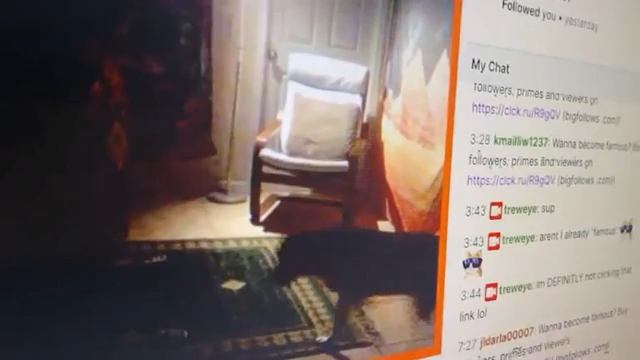 Followed you • yesterday
My Chat
followers, primes and viewers on
https://clck.ru/R9gQV (bigfollows .com)!
3:28 kmailliw1237: Wanna become famous?
followers, primes and viewers on
https://clck.ru/R9gQV (bigfollows .com)!
3:43 treweye: sup
3:43 treweye: arent I already 'famous'
3:44 treweye: im DEFINITLY not clicking that
link lol
7:27 jldarla00007: Wanna become famous? Buy
primes and viewers